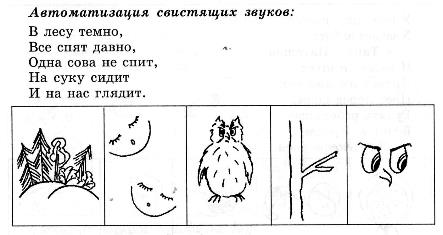 Автоматизация свистящих звуков:
В лесу темно,
Все спят давно,
Одна сова не спит,
На суку сидит
И на нас глядит.